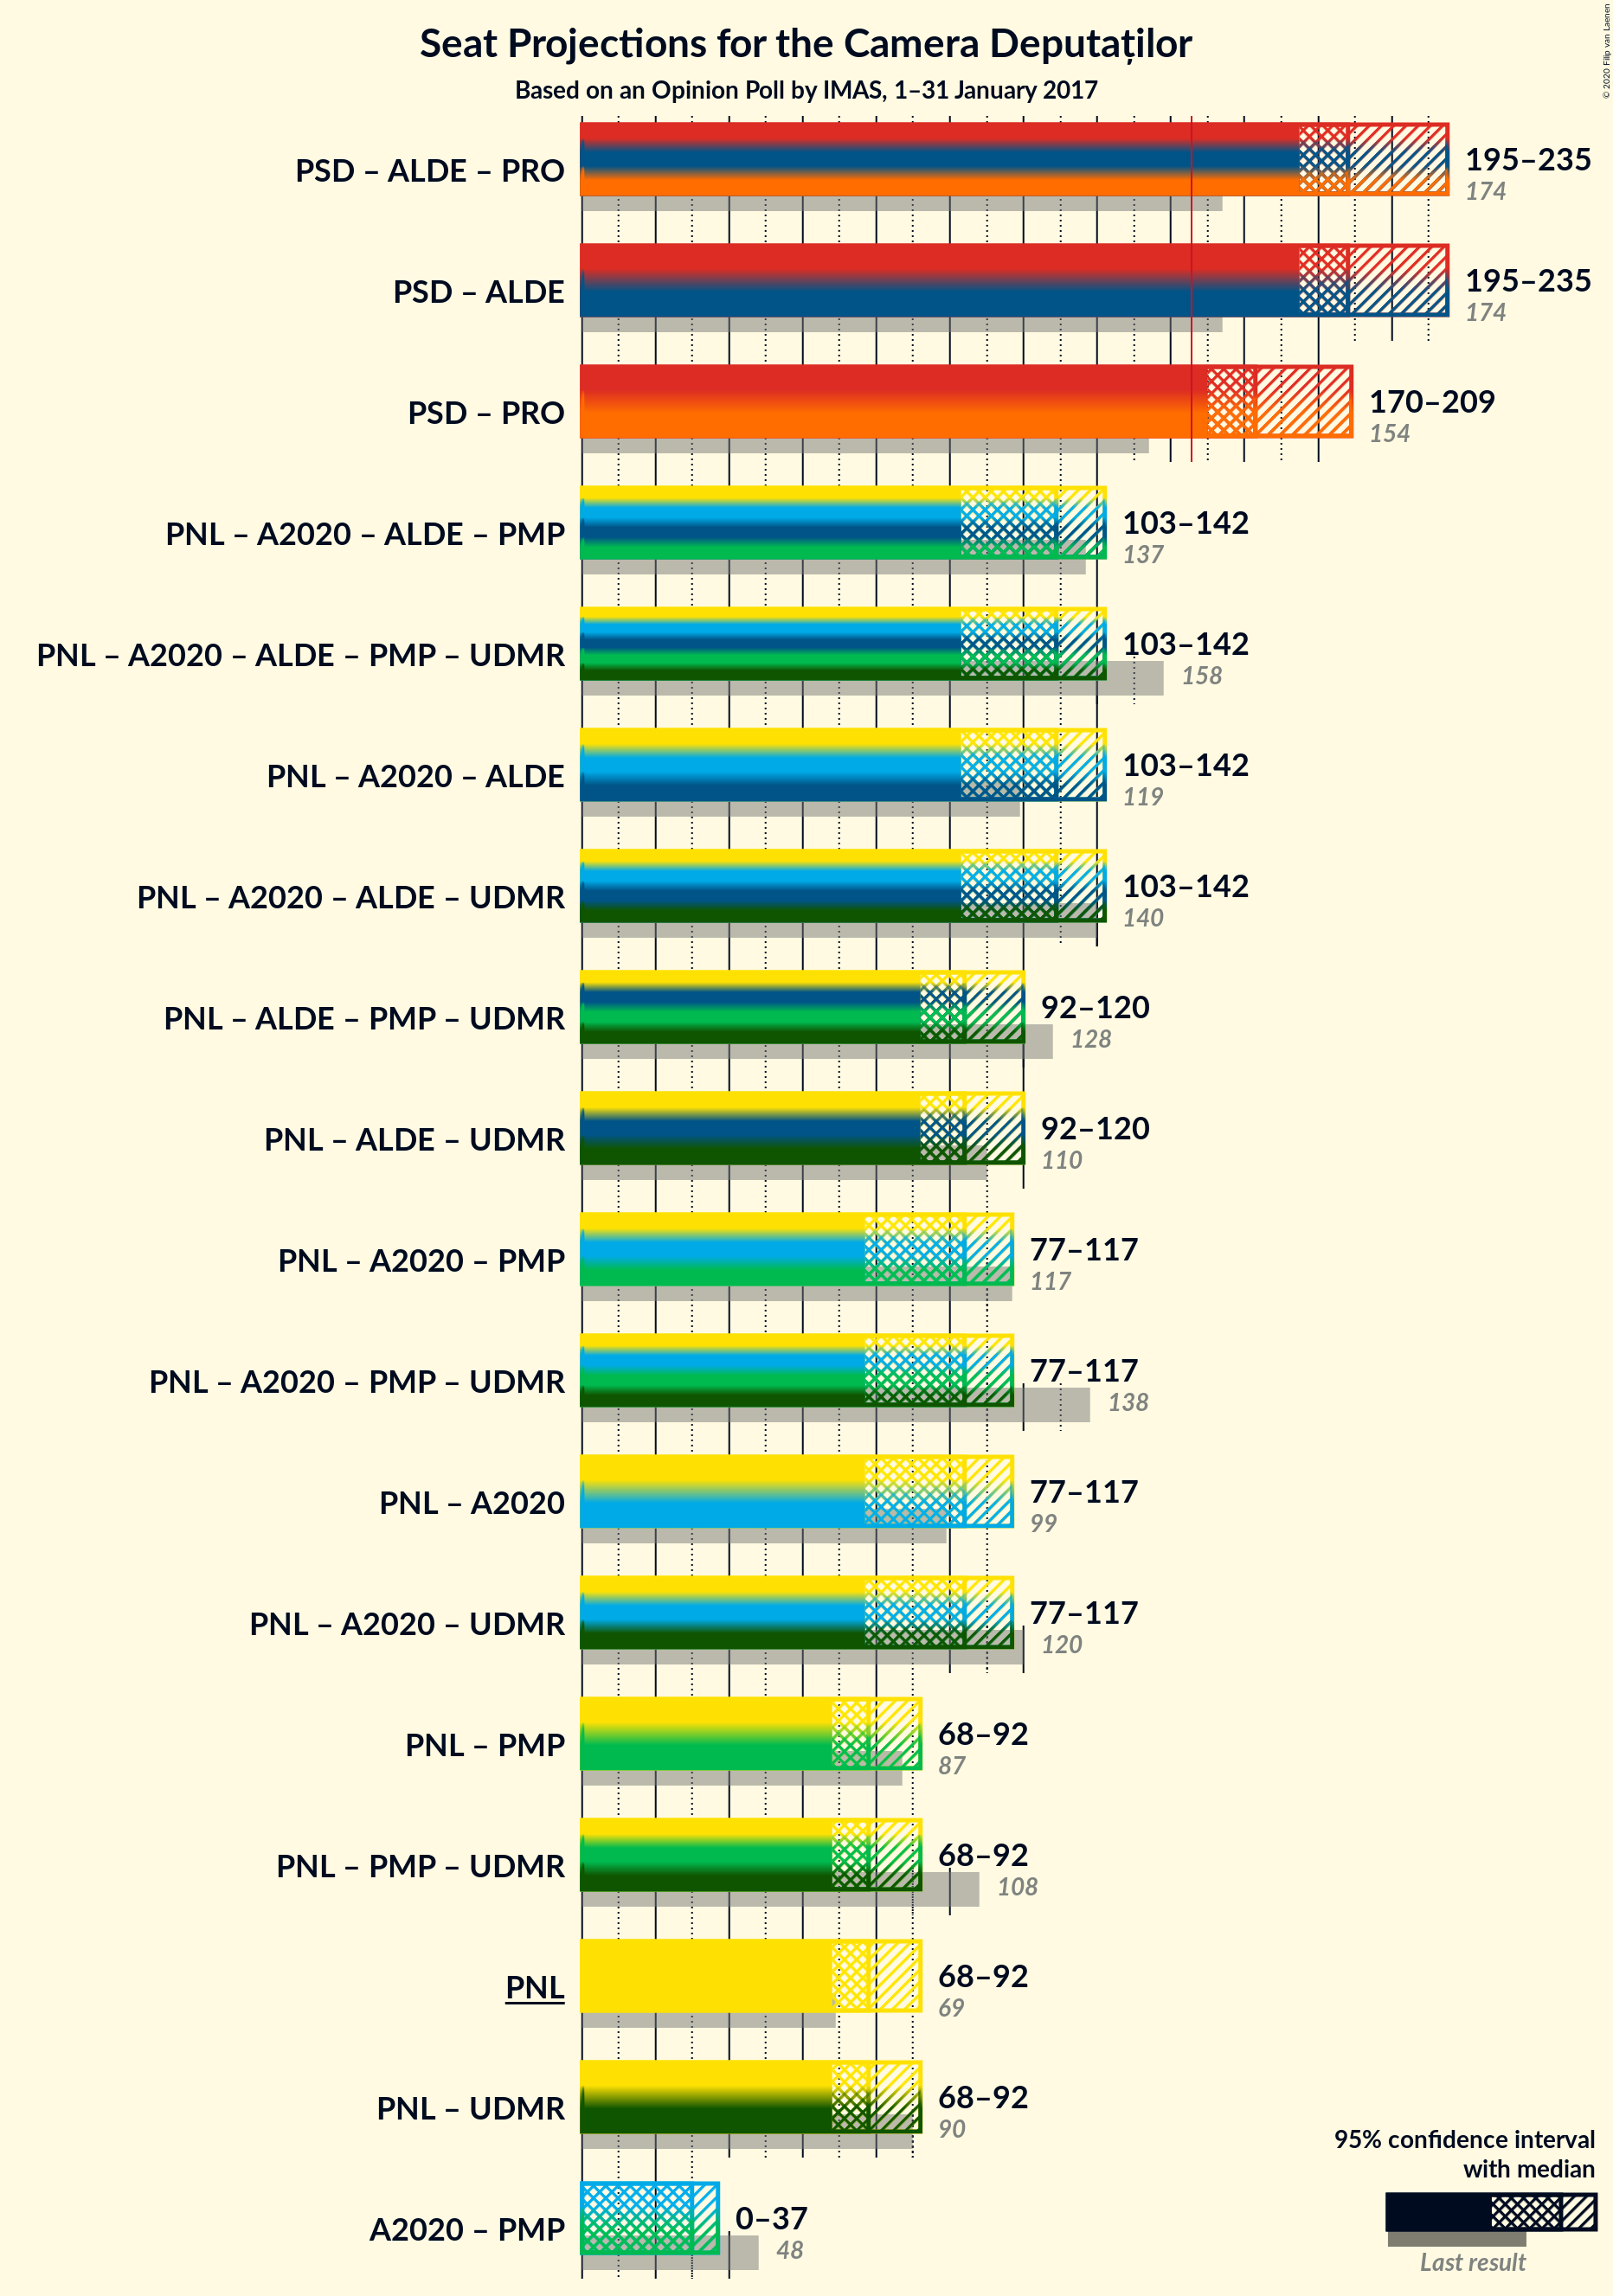 Seat Projections for the Camera Deputaților
Based on an Opinion Poll by IMAS, 1–31 January 2017
© 2020 Filip van Laenen
PSD – ALDE – PRO
195–235
174
PSD – ALDE
195–235
174
PSD – PRO
170–209
154
PNL – A2020 – ALDE – PMP
103–142
137
PNL – A2020 – ALDE – PMP – UDMR
103–142
158
PNL – A2020 – ALDE
103–142
119
PNL – A2020 – ALDE – UDMR
103–142
140
PNL – ALDE – PMP – UDMR
92–120
128
PNL – ALDE – UDMR
92–120
110
PNL – A2020 – PMP
77–117
117
PNL – A2020 – PMP – UDMR
77–117
138
PNL – A2020
77–117
99
PNL – A2020 – UDMR
77–117
120
PNL – PMP
68–92
87
PNL – PMP – UDMR
68–92
108
PNL
68–92
69
PNL – UDMR
68–92
90
A2020 – PMP
0–37
48
95% confidence interval
with median
Last result